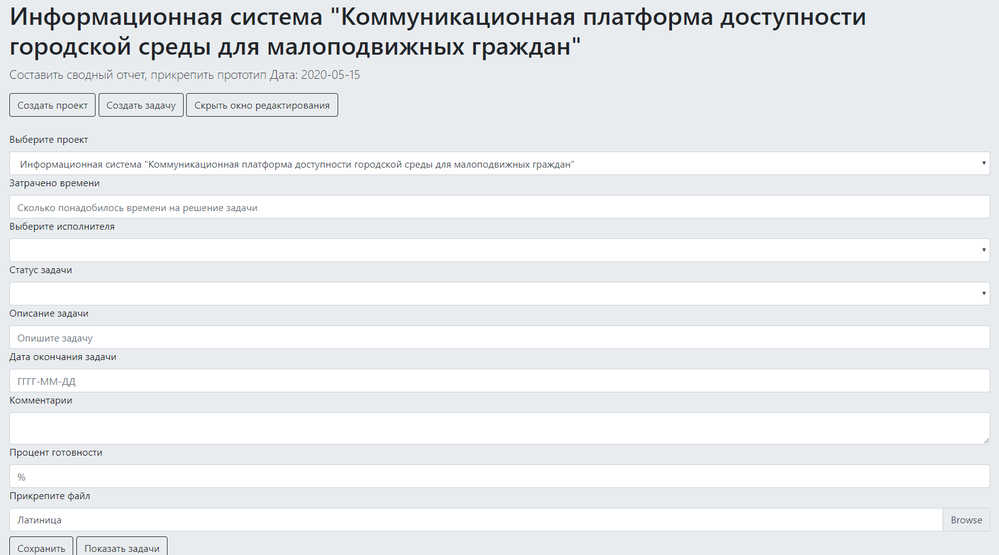 Информационная система "Коммуникационная платформа доступности
городской среды для малоподвижных граждан"
Составить сводный отчет, прикрепить прототип Дата: 2020-05-15
Создать проект Создать задачу Скрыть окно редактирования
Выберите проект
Информационная система "Коммуникационная платформа доступности городской среды для малоподвижных граждан"
Затрачено времени
Сколько понадобилось времени на решение задачи
Выберите исполнителя
Статус задачи
Описание задачи
Опишите задачу
Дата окончания задачи
ГГГГ-ММ-ДД
Комментарии
Процент готовности
%
Прикрепите файл
Латиница Browse
Сохранить Показать задачи